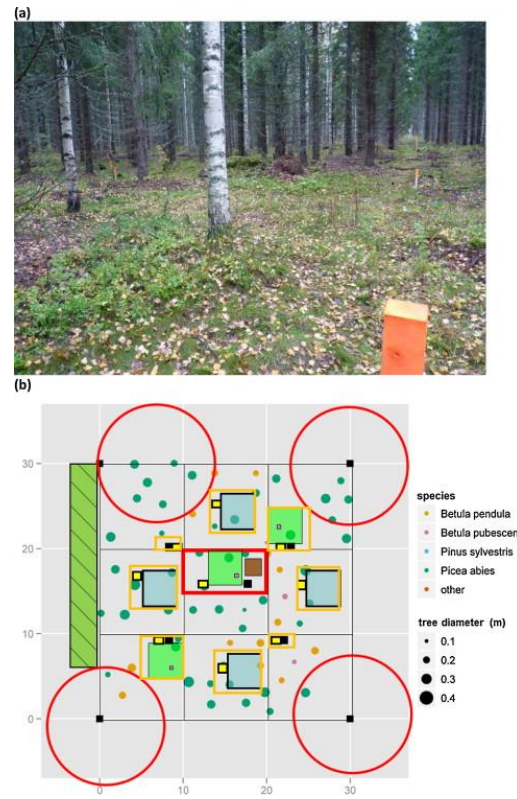 (a)
(b)
30
20
10
0
0
10
20
30
species
Betula pendula
Betula pubescen
Pinus sylvestris
Picea abies
other
tree diameter (m)
0.1
0.2
0.3
0.4